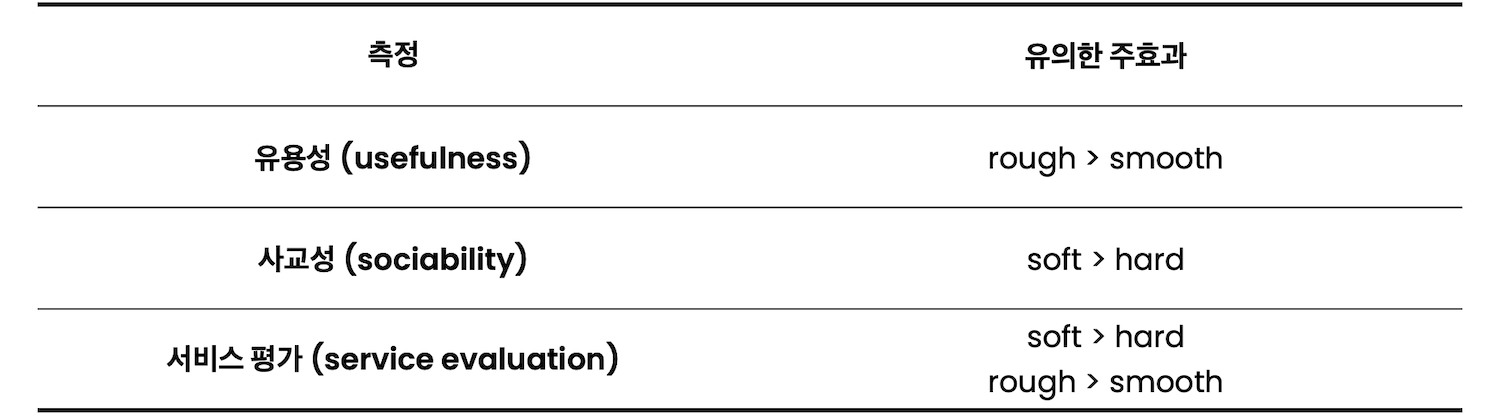 측정
유의한 주효과
유용성 (usefulness)
rough > smooth
사교성 (sociability)
soft > hard
서비스 평가 (service evaluation)
soft > hard
rough > smooth